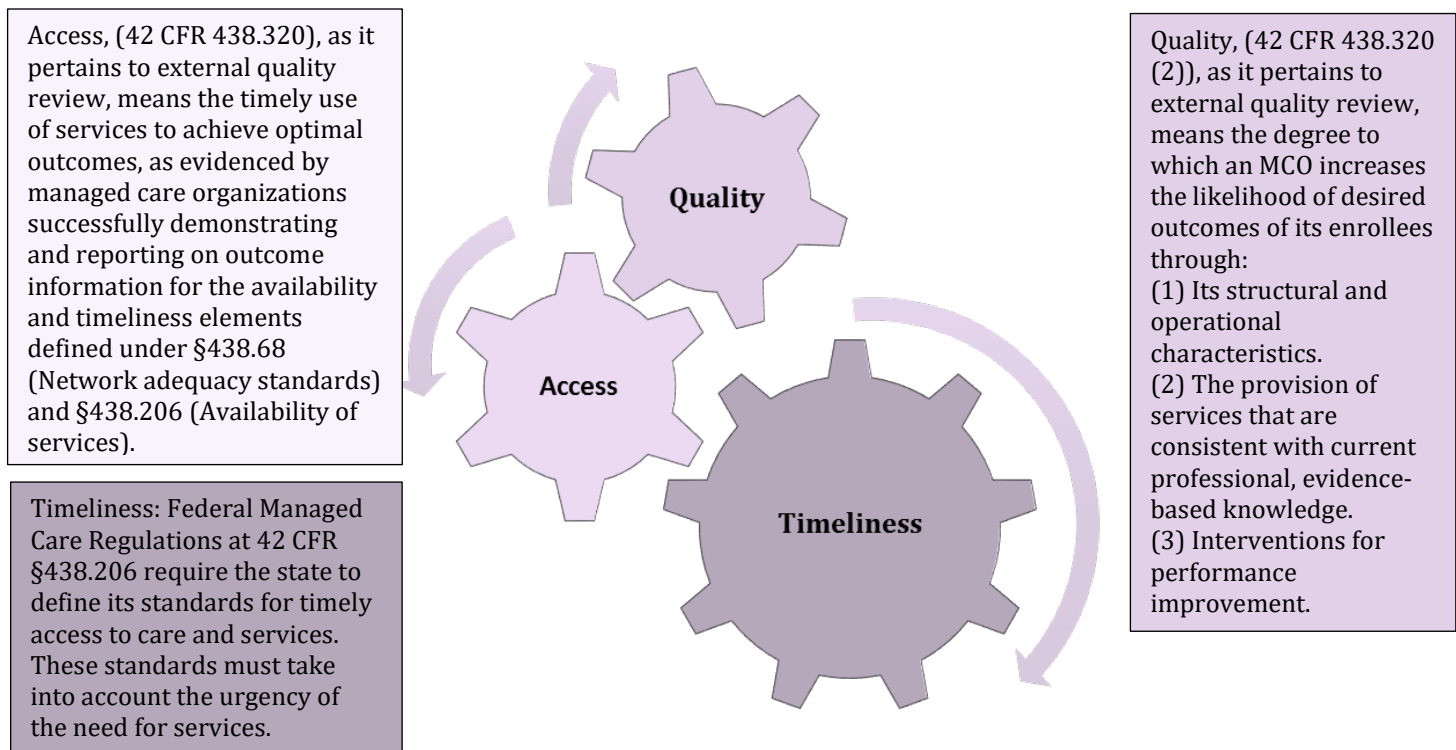 Access, (42 CFR 438.320), as it
pertains to external quality
review, means the timely use
of services to achieve optimal
outcomes, as evidenced by
managed care organizations
successfully demonstrating
and reporting on outcome
information for the availability
and timeliness elements
defined under §438.68
(Network adequacy standards)
and §438.206 (Availability of
services).
Timeliness: Federal Managed
Care Regulations at 42 CFR
§438.206 require the state to
define its standards for timely
access to care and services.
These standards must take
into account the urgency of
the need for services.
Quality
Access
Timeliness
Quality, (42 CFR 438.320
(2)), as it pertains to
external quality review,
means the degree to
which an MCO increases
the likelihood of desired
outcomes of its enrollees
through:
(1) Its structural and
operational
characteristics.
(2) The provision of
services that are
consistent with current
professional, evidence-
based knowledge.
(3) Interventions for
performance
improvement.